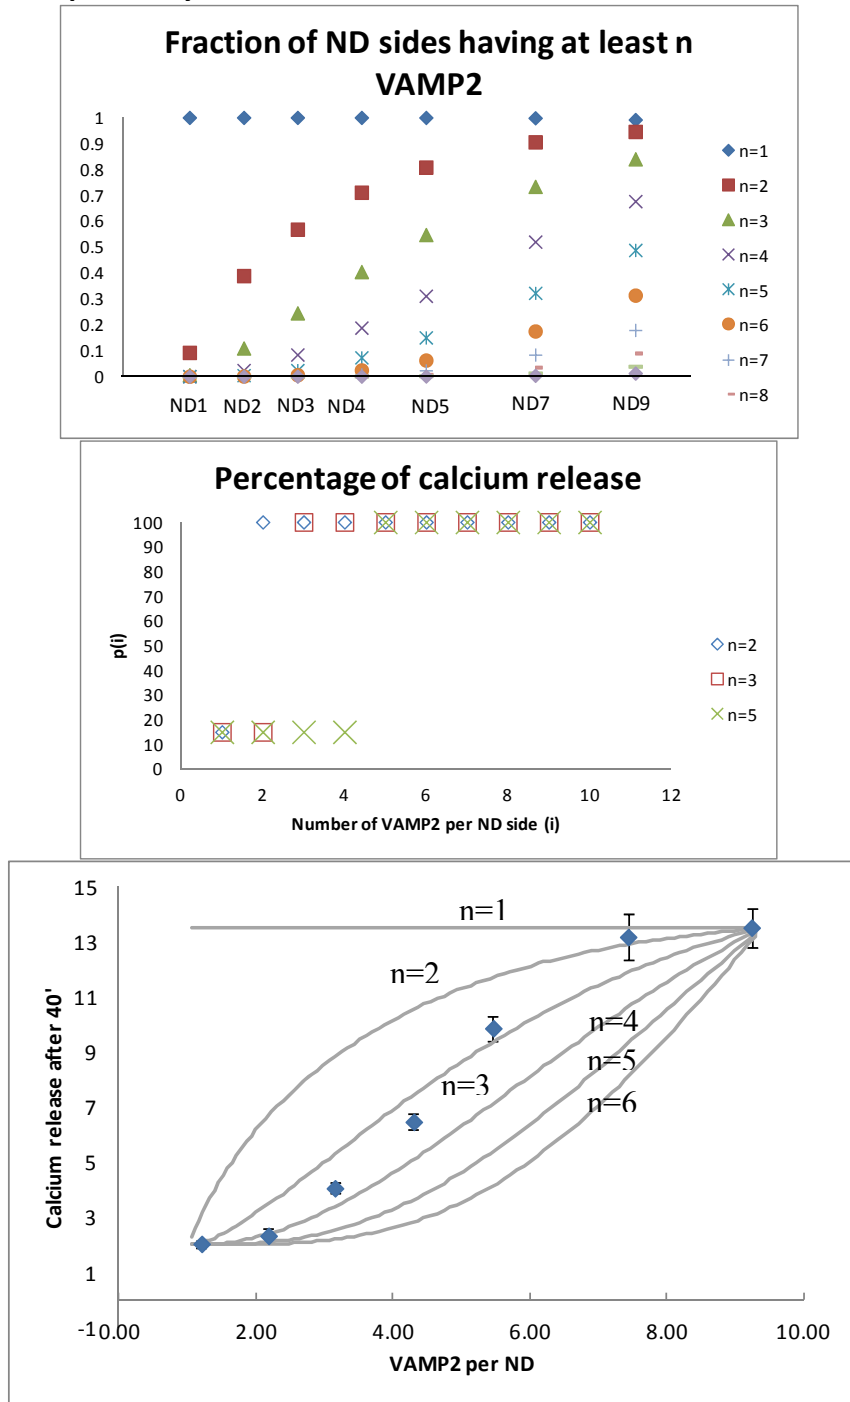 Fraction of ND sides having at least n
VAMP2
1
0.9
0.8
0.7
0.6
0.5
0.4
0.3
0.2
0.1
0
ND1 ND2 ND3 ND4 ND5 ND7 ND9
n=1
n=2
n=3
n=4
n=5
n=6
n=7
n=8
Percentage of calcium release
p(i)
100
90
80
70
60
50
40
30
20
10
0
0 2 4 6 8 10 12
Number of VAMP2 per ND side (i)
n=2
n=3
n=5
Calcium release after 40'
15
13
11
9
7
5
3
1
-1
n=1
n=2
n=3
n=4
n=5
n=6
0.00 2.00 4.00 6.00 8.00 10.00
VAMP2 per ND